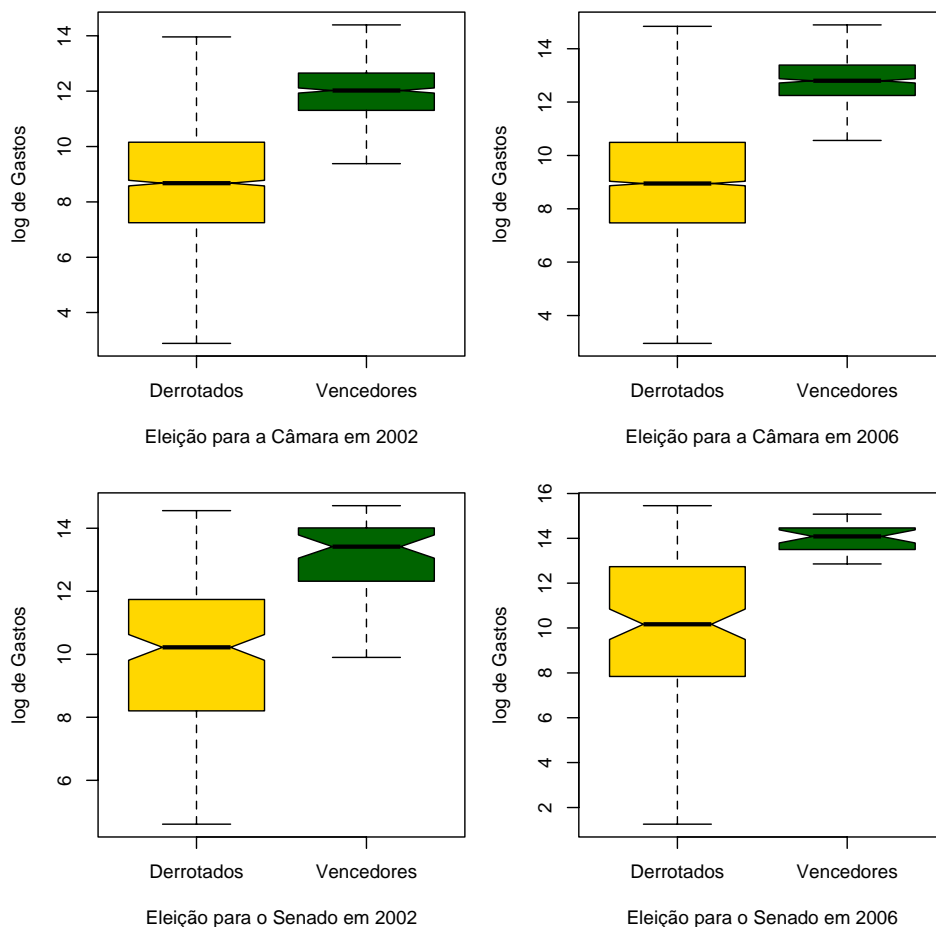 14
12
10
8
6
4
log de Gastos
Derrotados Vencedores
Eleição para a Câmara em 2002
14
12
10
8
6
4
log de Gastos
Derrotados Vencedores
Eleição para a Câmara em 2006
14
12
10
8
6
log de Gastos
Derrotados Vencedores
Eleição para o Senado em 2002
16
14
12
10
8
6
4
2
log de Gastos
Derrotados Vencedores
Eleição para o Senado em 2006